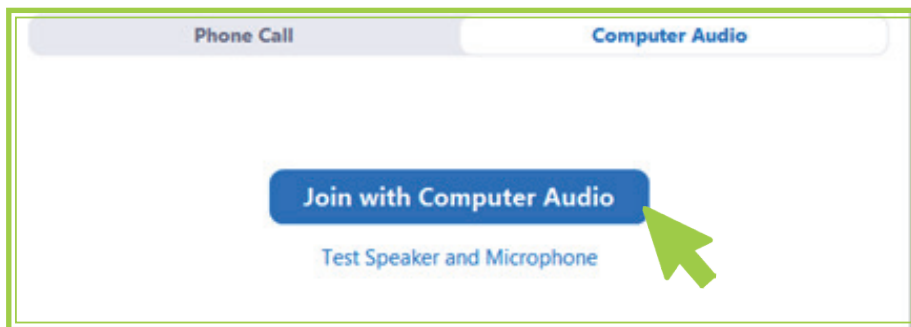 Phone Call
Computer Audio
Join with Computer Audio
Test Speaker and Microphone